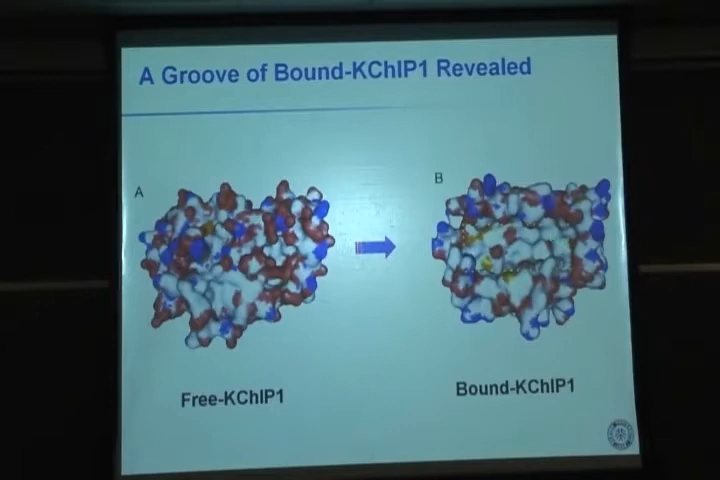 A Groove of Bound-KChIP1 Revealed
A
B
Free-KChIP1
Bound-KChIP1